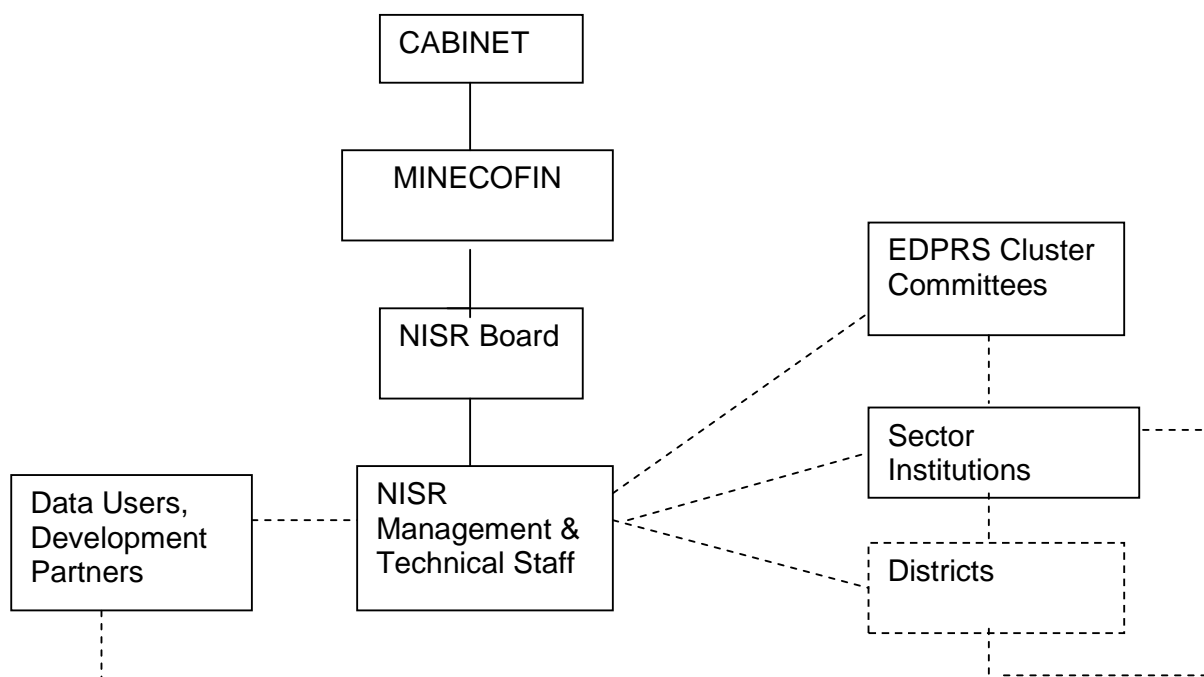 CABINET
MINECOFIN
EDPRS Cluster
Committees
NISR Board
Sector
Institutions
Data Users,
Development
Partners
NISR
Management &
Technical Staff
Districts